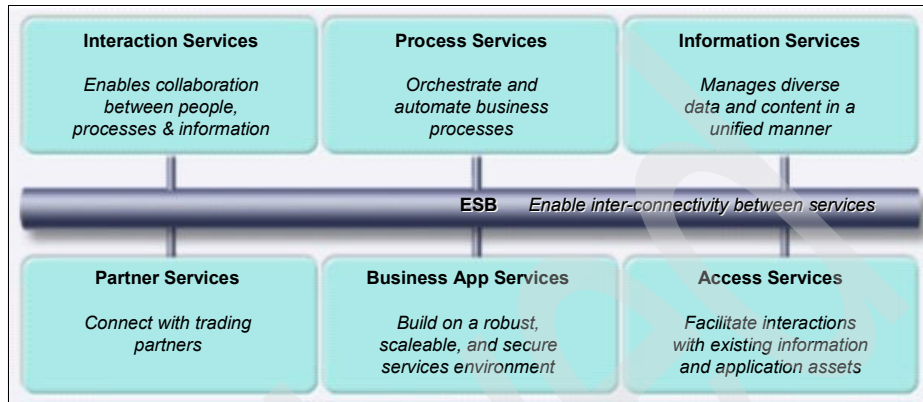 Interaction Services
Enables collaboration
between people,
processes & information
Process Services
Orchestrate and
automate business
processes
Information Services
Manages diverse
data and content in a
unified manner
ESB Enable inter-connectivity between services
Partner Services
Connect with trading
partners
Business App Services
Build on a robust,
scaleable, and secure
services environment
Access Services
Facilitate interactions
with existing information
and application assets